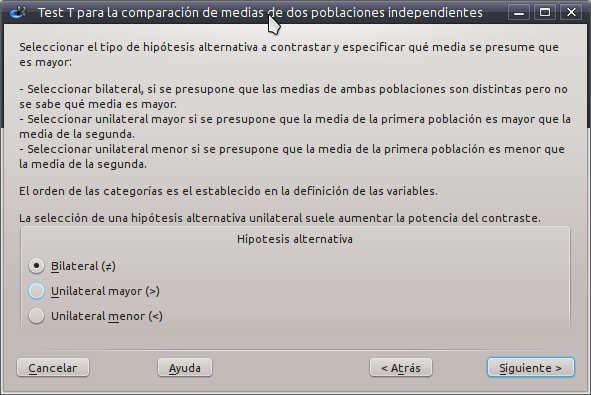 Test T para la comparación de medias de dos poblaciones independientes
Seleccionar el tipo de hipótesis alternativa a contrastar y especificar qué media se presume que
es mayor:
- Seleccionar bilateral, si se presupone que las medias de ambas poblaciones son distintas pero no
se sabe qué media es mayor.
- Seleccionar unilateral mayor si se presupone que la media de la primera población es mayor que la
media de la segunda.
- Seleccionar unilateral menor si se presupone que la media de la primera población es menor que
la media de la segunda.
El orden de las categorías es el establecido en la definición de las variables.
La selección de una hipótesis alternativa unilateral suele aumentar la potencia del contraste.
Hipotesis alternativa
Bilateral (≠)
Unilateral mayor (>)
Unilateral menor (<)
Cancelar
Ayuda
< Atrás
Siguiente >